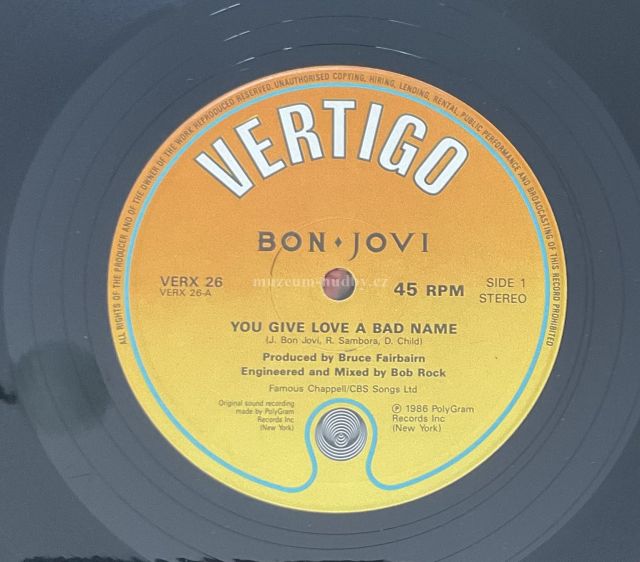 ALL RIGHTS OF THE PRODUCER AND OF THE OWNER OF THE WORK REPRODUCED RESERVED. UNAUTHORISED COPYING, HIRING, LENDING, RENTAL, PUBLIC PERFORMANCE AND BROADCASTING OF THIS RECORD PROHIBITED
VERTIGO
BON♦JOVI
muzeum-hudby.cz
VERX 26
VERX 26-A
45 RPM
SIDE 1
STEREO
YOU GIVE LOVE A BAD NAME
(J. Bon Jovi, R. Sambora, D. Child)
Produced by Bruce Fairbairn
Engineered and Mixed by Bob Rock
Famous Chappell/CBS Songs Ltd
Original sound recording
made by PolyGram
Records Inc
(New York)
℗ 1986 PolyGram
Records Inc
(New York)